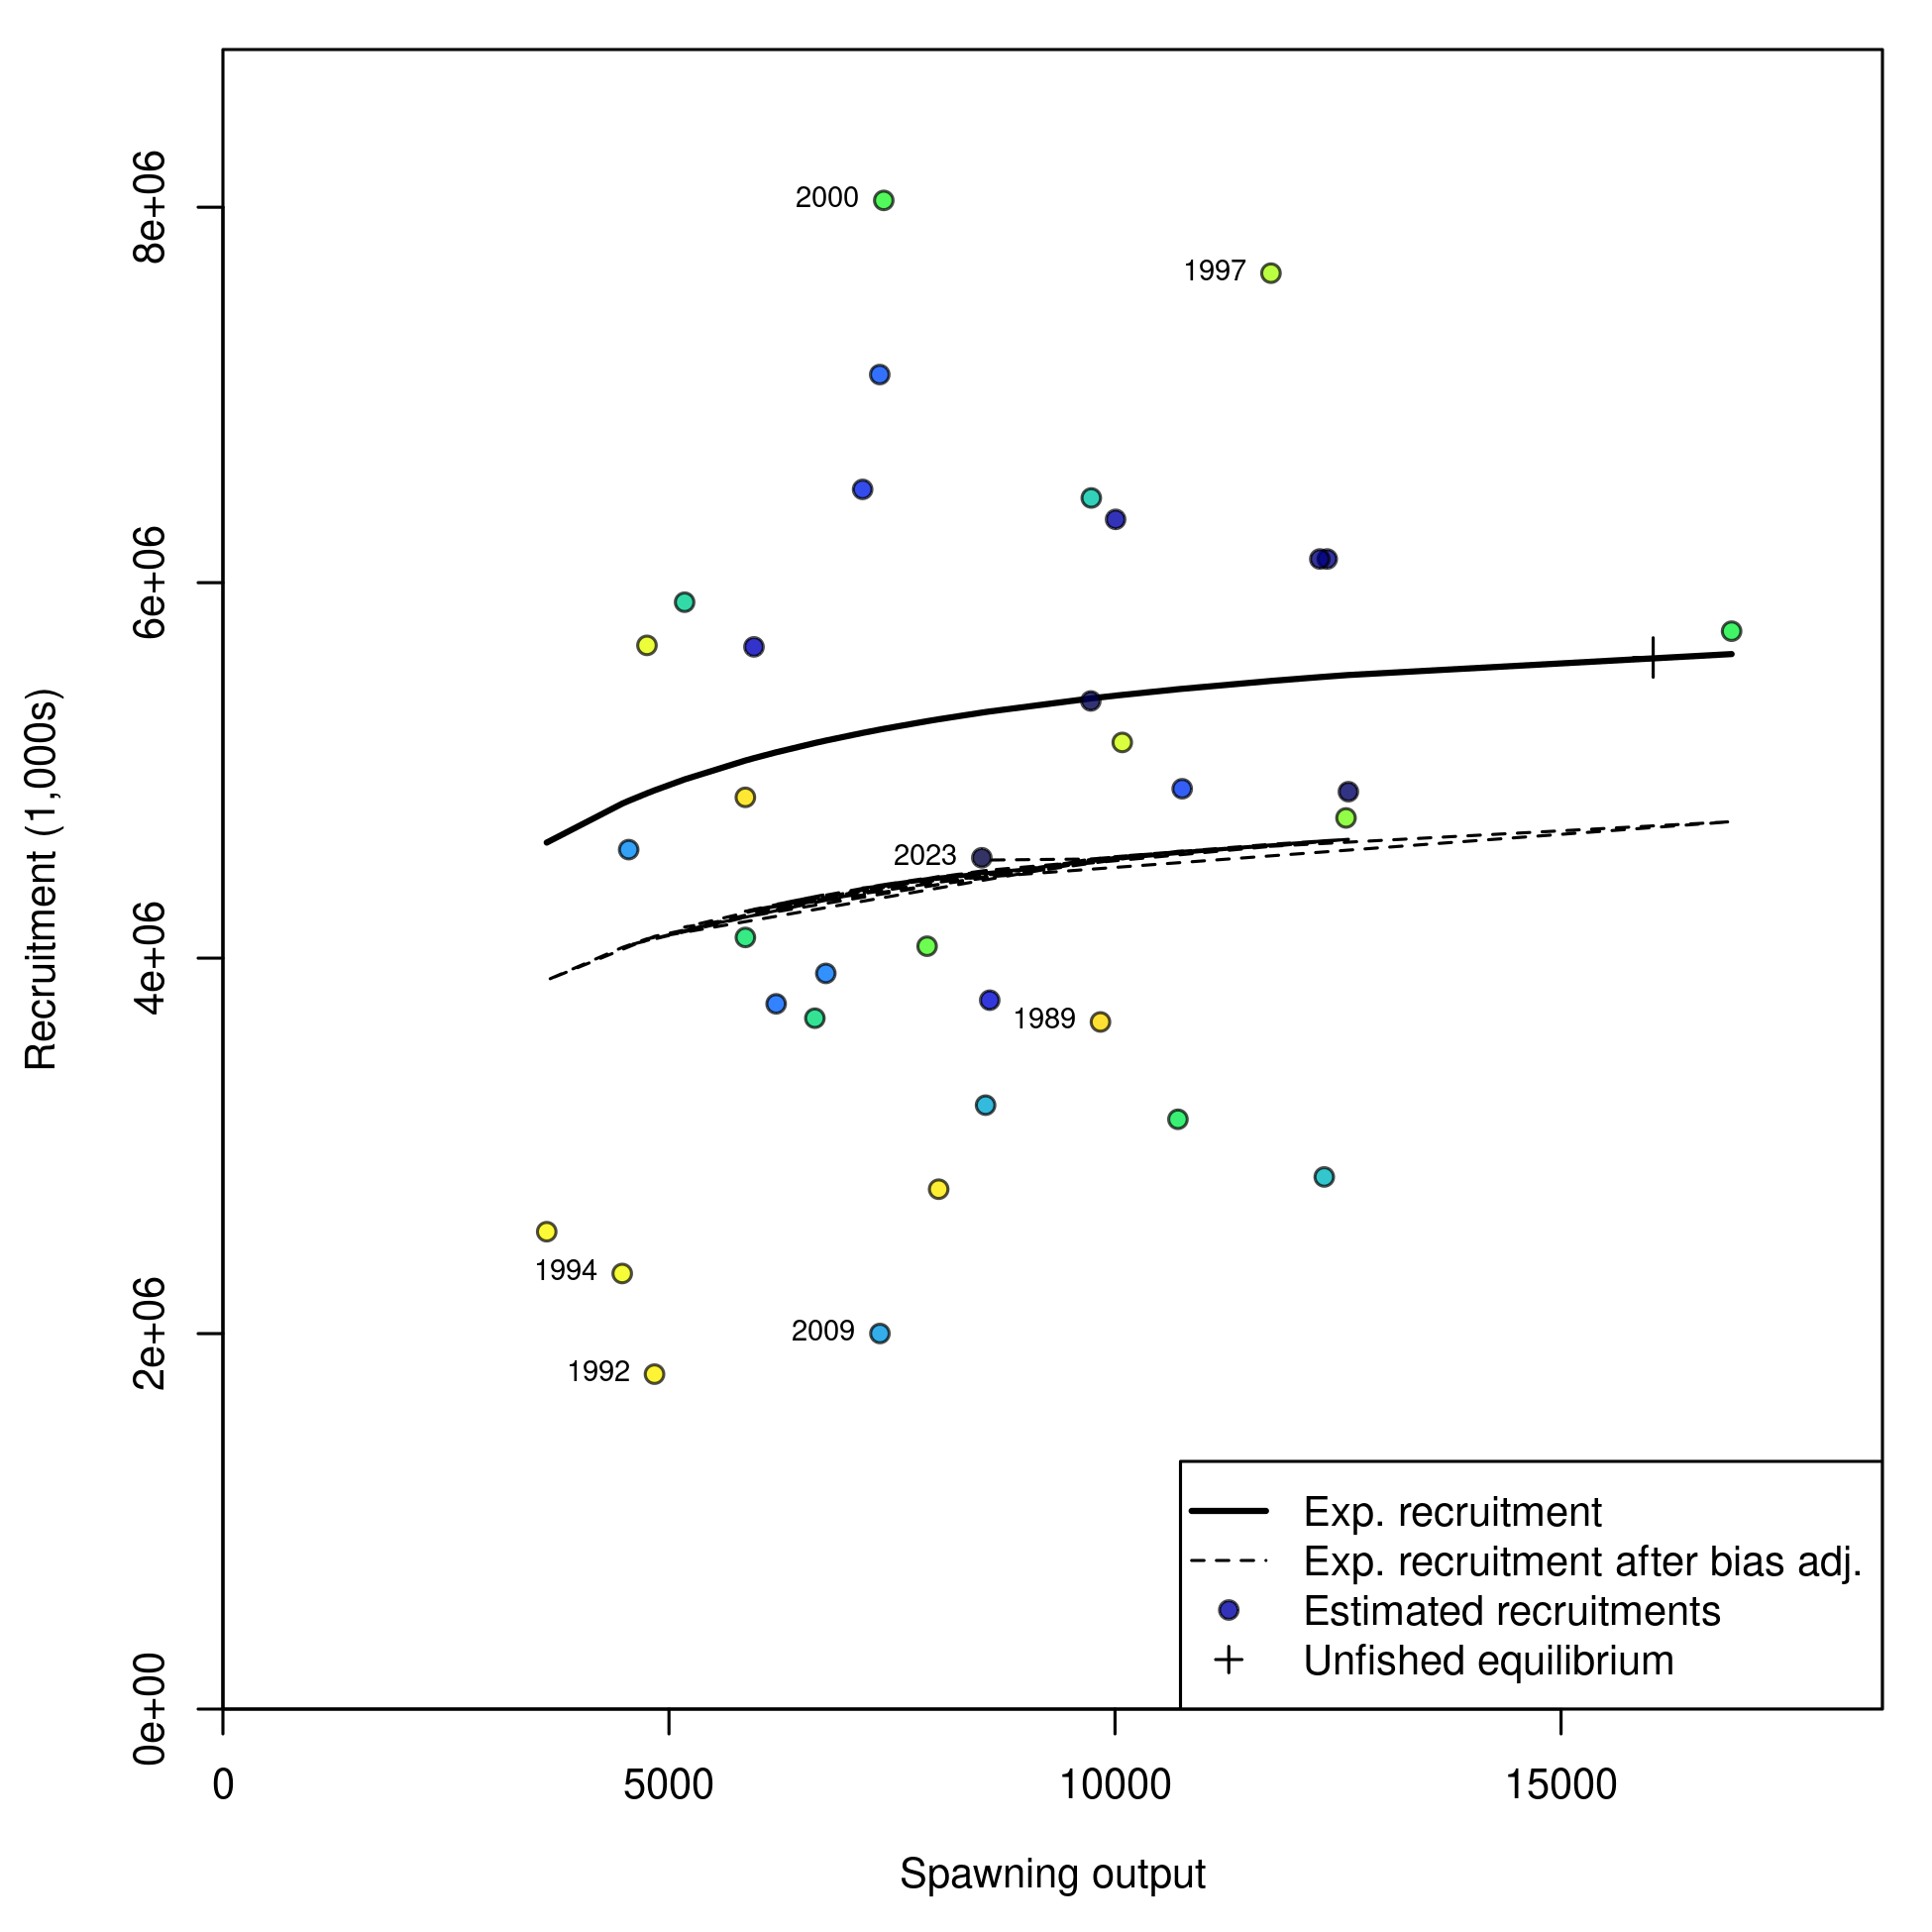 2000
1997
2023
1989
1994
2009
1992
Recruitment (1,000s)
8e+06
6e+06
4e+06
2e+06
0e+00
0
5000
10000
15000
Spawning output
Exp. recruitment
Exp. recruitment after bias adj.
Estimated recruitments
Unfished equilibrium